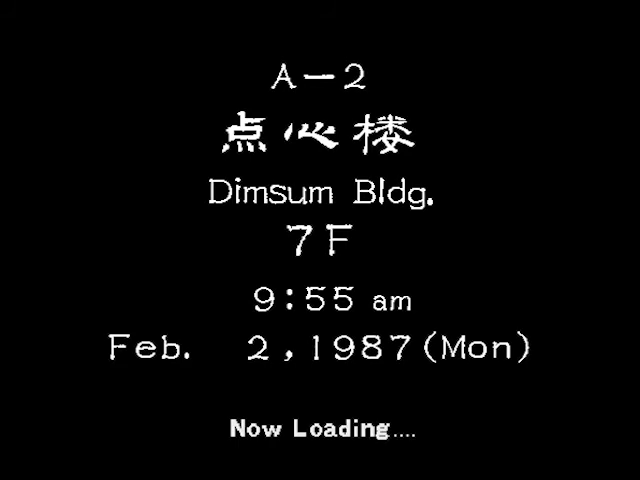 A－2
点心楼
Dimsum Bldg.
7F
9:55 am
Feb. 2,1987(Mon)
Now Loading....